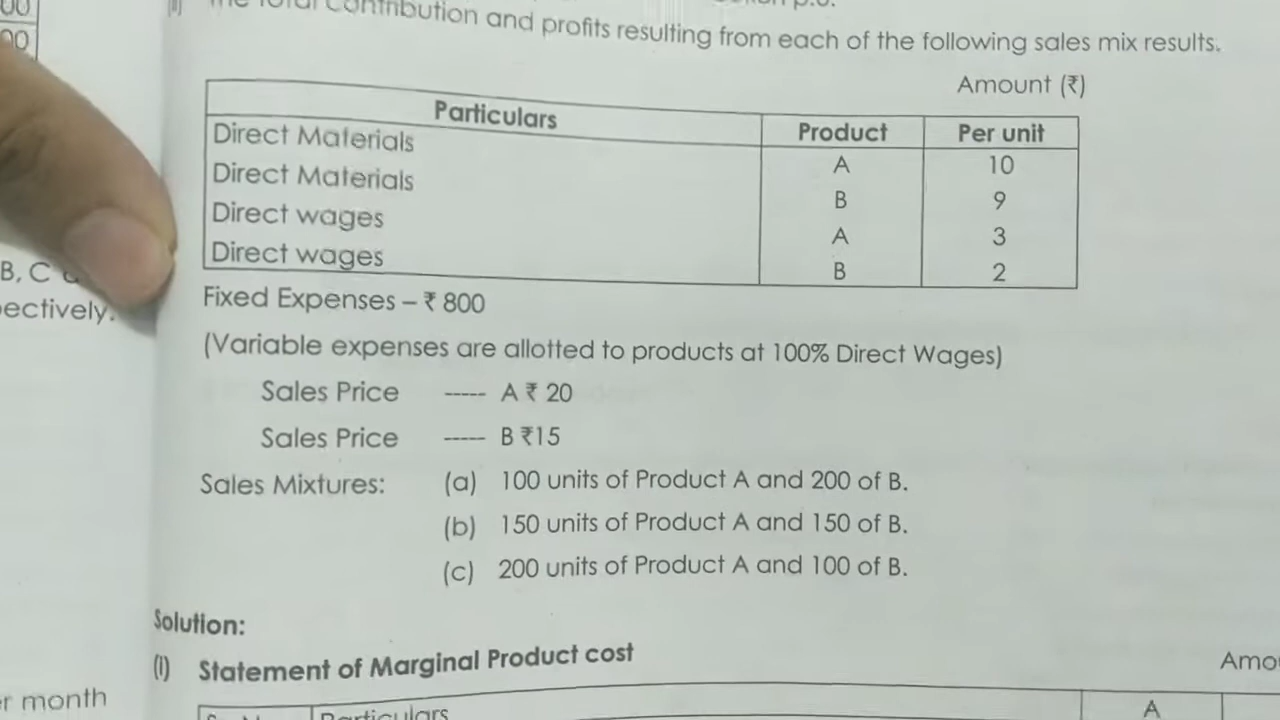 00
00
p.u.
(ii) The Total Contribution and profits resulting from each of the following sales mix results.
Amount (₹)
Particulars Product Per unit
Direct Materials A 10
Direct Materials B 9
Direct wages A 3
Direct wages B 2
B, C
ectively.
Fixed Expenses – ₹ 800
(Variable expenses are allotted to products at 100% Direct Wages)
Sales Price ----- A ₹ 20
Sales Price ----- B ₹15
Sales Mixtures: (a) 100 units of Product A and 200 of B.
(b) 150 units of Product A and 150 of B.
(c) 200 units of Product A and 100 of B.
Solution:
(i) Statement of Marginal Product cost
Amo
r month
Particulars A